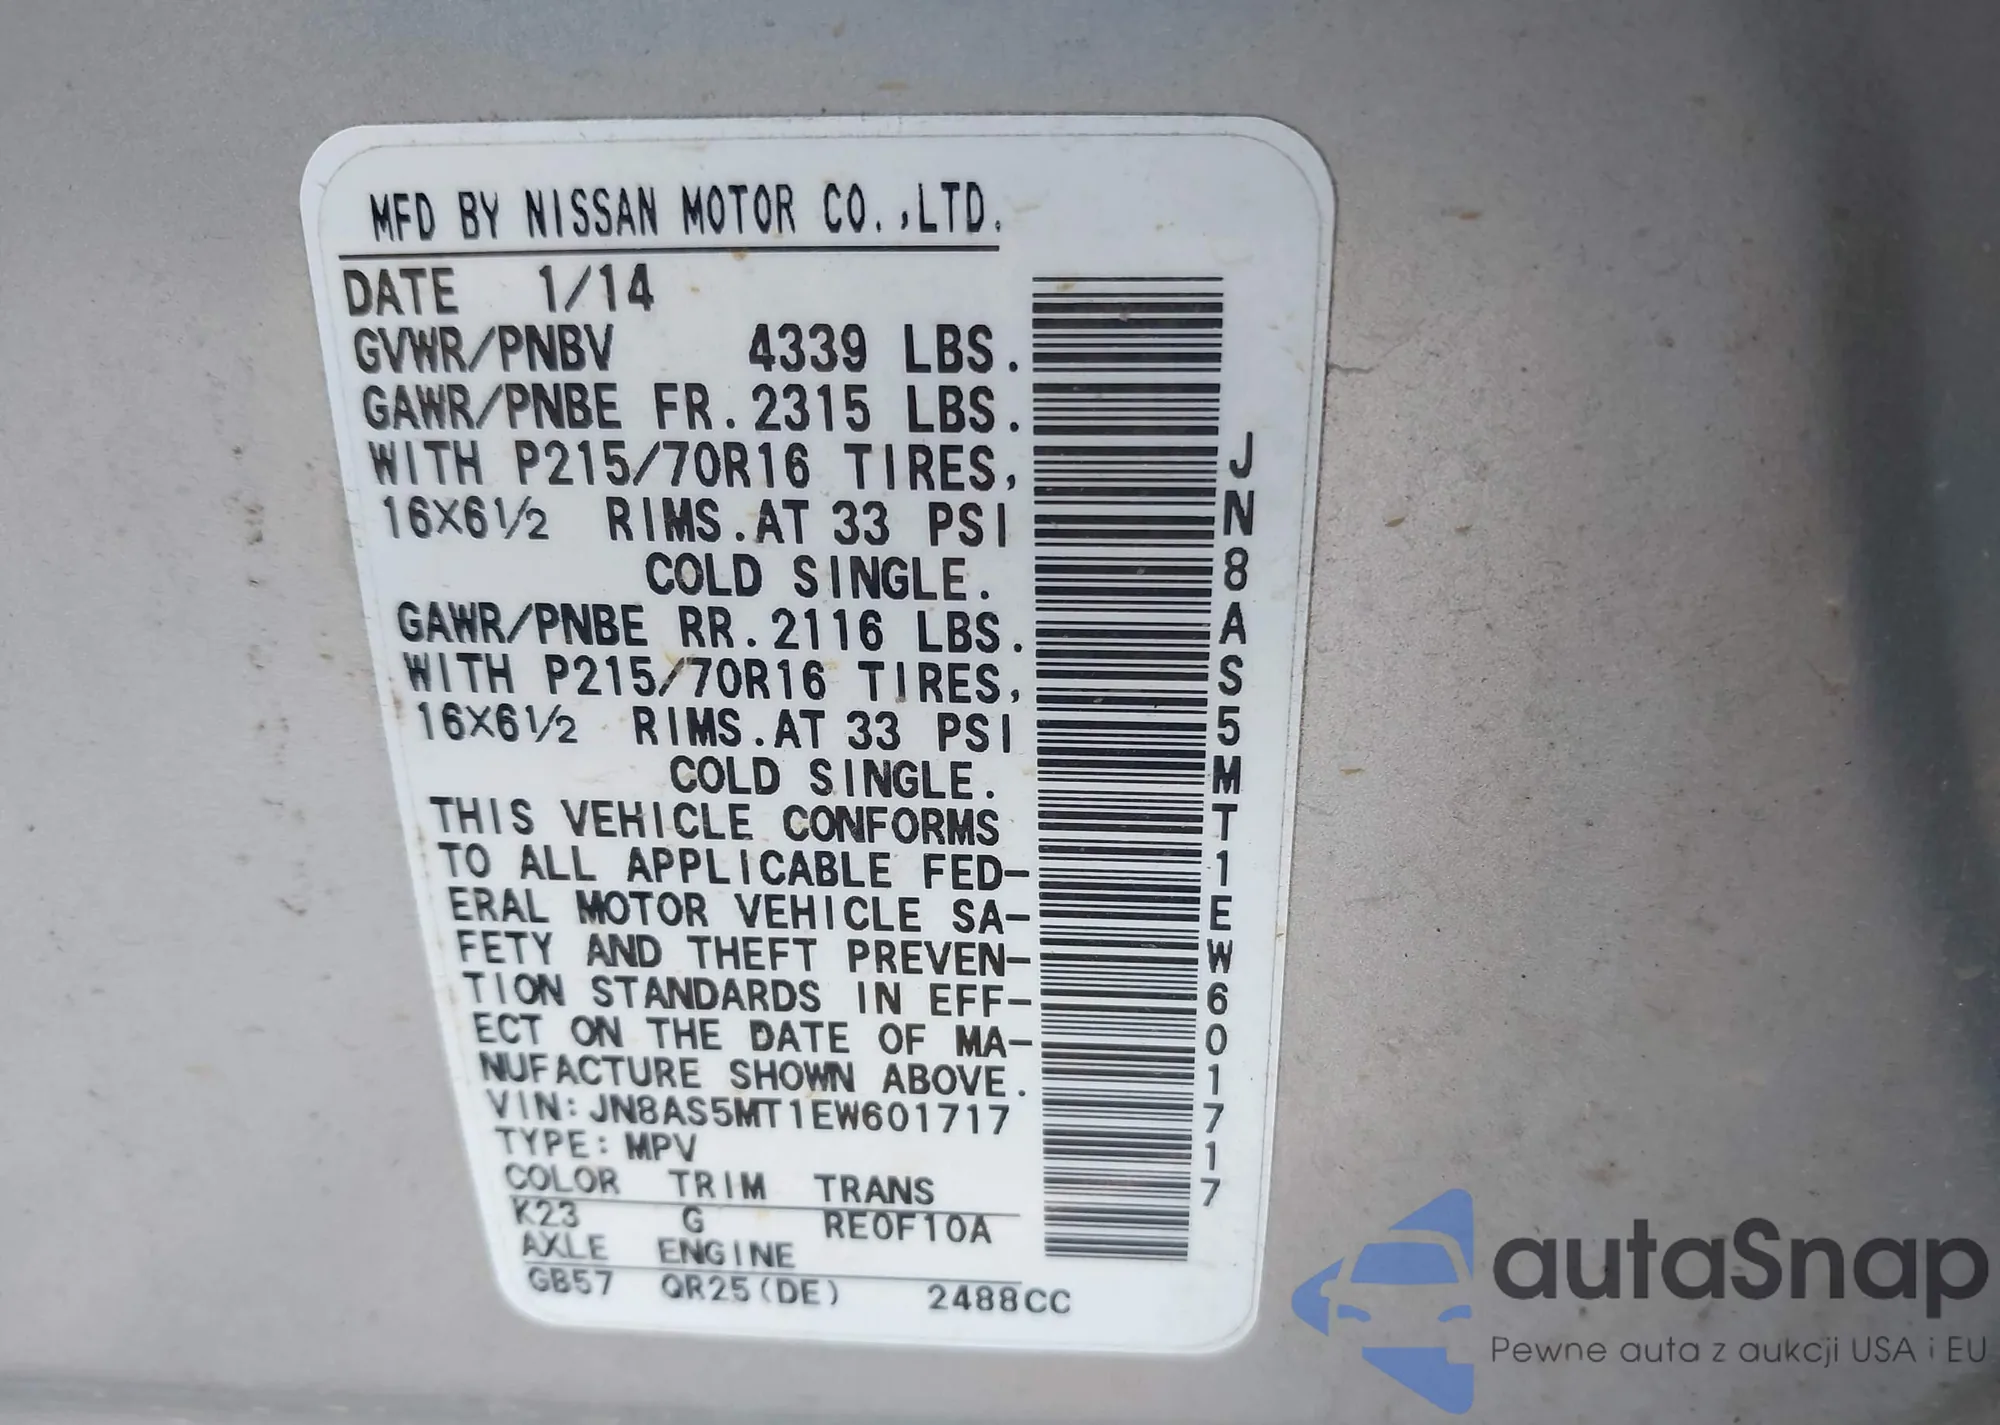 MFD BY NISSAN MOTOR CO.,LTD.
DATE 1/14
GVWR/PNBV 4339 LBS.
GAWR/PNBE FR.2315 LBS.
WITH P215/70R16 TIRES,
16X6½ RIMS.AT 33 PSI
COLD SINGLE.
GAWR/PNBE RR.2116 LBS.
WITH P215/70R16 TIRES,
16X6½ RIMS.AT 33 PSI
COLD SINGLE.
THIS VEHICLE CONFORMS
TO ALL APPLICABLE FED-
ERAL MOTOR VEHICLE SA-
FETY AND THEFT PREVEN-
TION STANDARDS IN EFF-
ECT ON THE DATE OF MA-
NUFACTURE SHOWN ABOVE.
VIN:JN8AS5MT1EW601717
TYPE:MPV
COLOR TRIM TRANS
K23 G RE0F10A
AXLE ENGINE
GB57 QR25(DE) 2488CC
JN8AS5MT1EW601717
autaSnap
Pewne auta z aukcji USA i EU